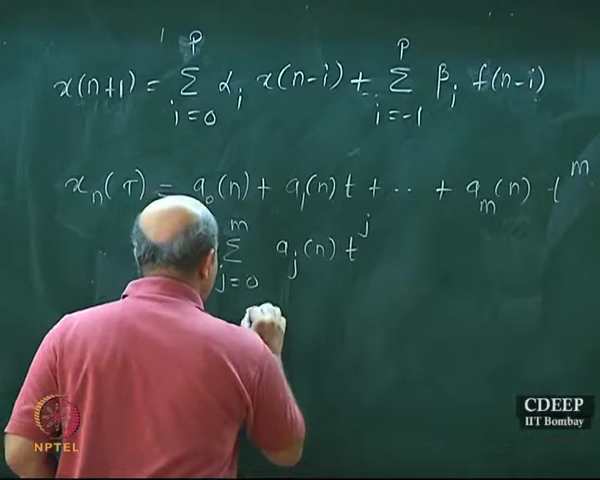 x(n+1) = Σ_{i=0}^{p} α_i x(n-i) + Σ_{i=-1}^{p} β_i f(n-i)
x_n(τ) = a_0(n) + a_1(n) t + .. + a_m(n) t^m
Σ_{j=0}^{m} a_j(n) t^j
CDEEP
IIT Bombay
NPTEL